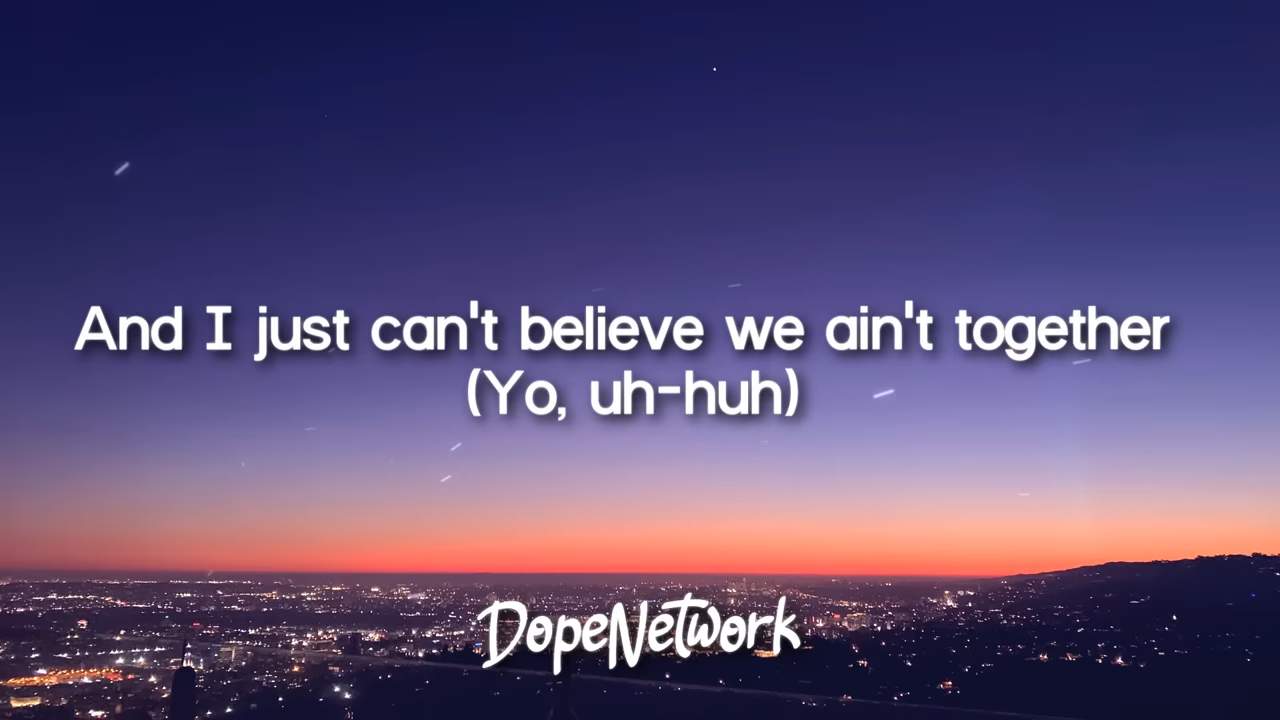 And I just can't believe we ain't together
(Yo, uh-huh)
DopeNetwork